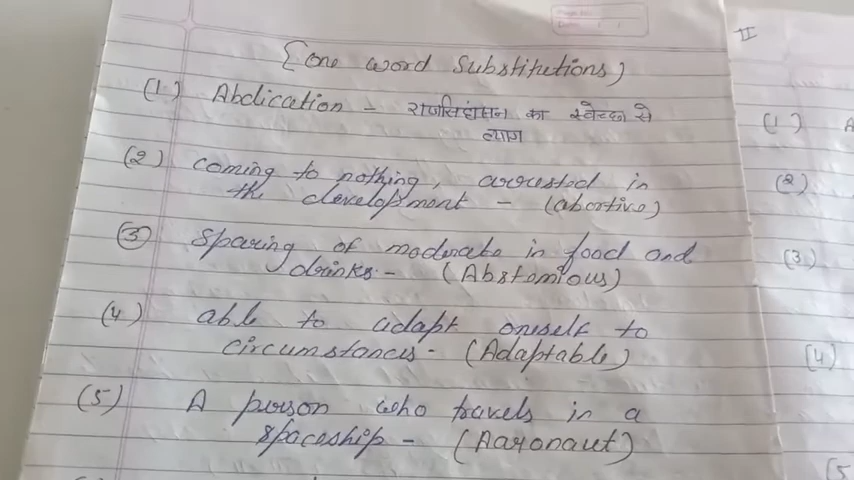 {one word Substitutions)
(1.) Abdication - राजसिंहासन का स्वेच्छा से
त्याग
(2) coming to nothing, arrested in
the development - (abortive)
(3) Sparing of moderate in food and
drinks - (Abstemious)
(4) able to adapt oneself to
circumstances - (Adaptable)
(5) A person who travels in a
spaceship - (Aaronaut)
II
(1)
(2)
(3)
(4)
(5